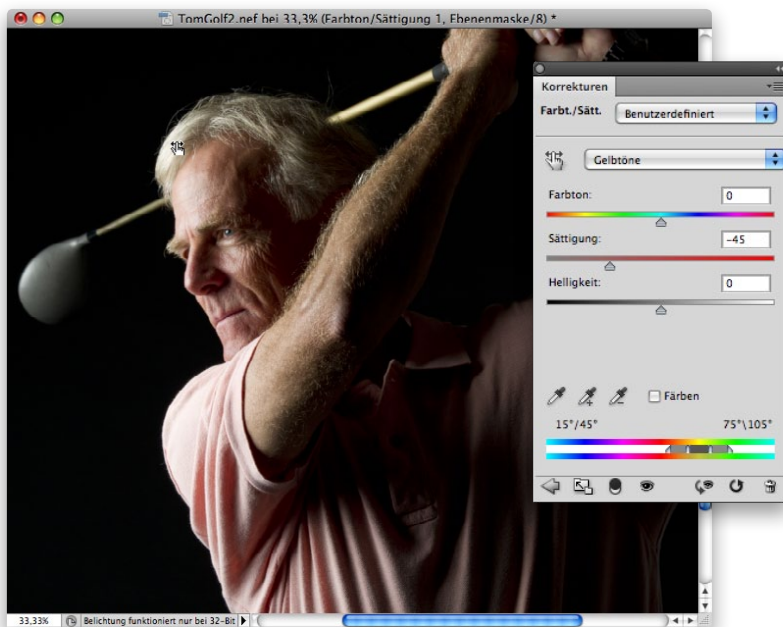 TomGolf2.nef bei 33,3% (Farbton/Sättigung 1, Ebenenmaske/8) *
Korrekturen
Farbt./Sätt. Benutzerdefiniert
Gelbtöne
Farbton: 0
Sättigung: -45
Helligkeit: 0
Färben
15°/45° 75°\105°
33,33% Belichtung funktioniert nur bei 32-Bit